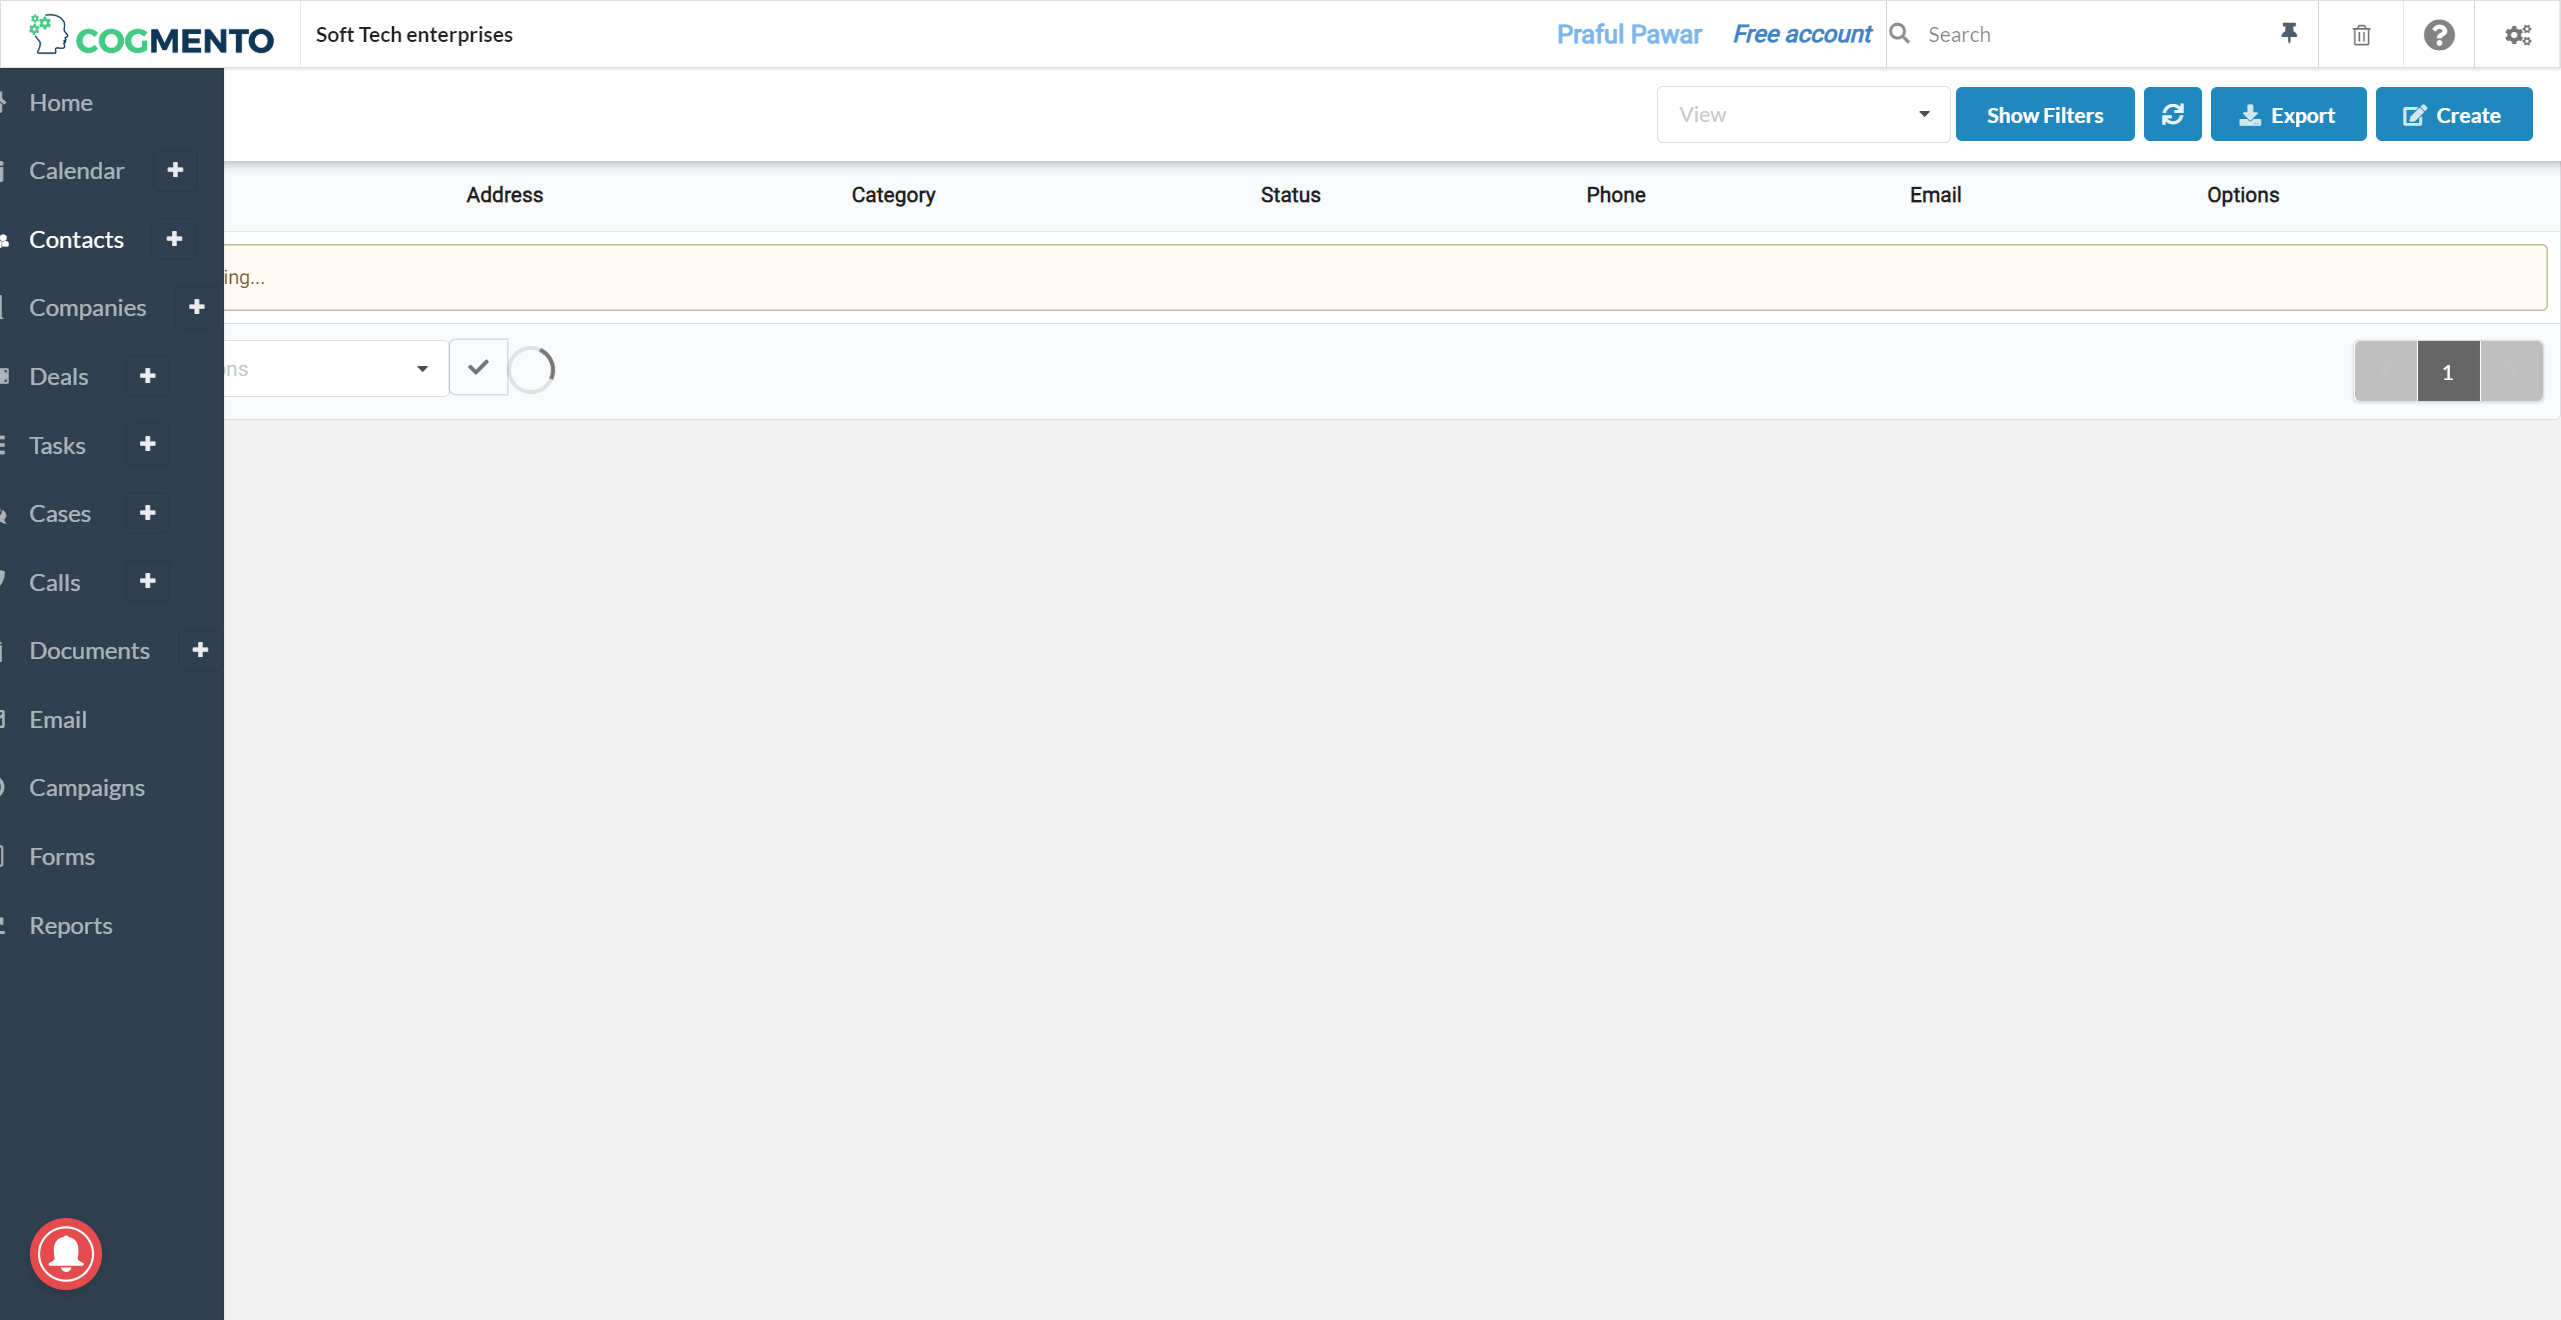 COGMENTO
Soft Tech enterprises
Praful Pawar
Free account
Search
Home
Calendar
Contacts
Companies
Deals
Tasks
Cases
Calls
Documents
Email
Campaigns
Forms
Reports
View
Show Filters
Export
Create
Address
Category
Status
Phone
Email
Options
ing...
ons
1